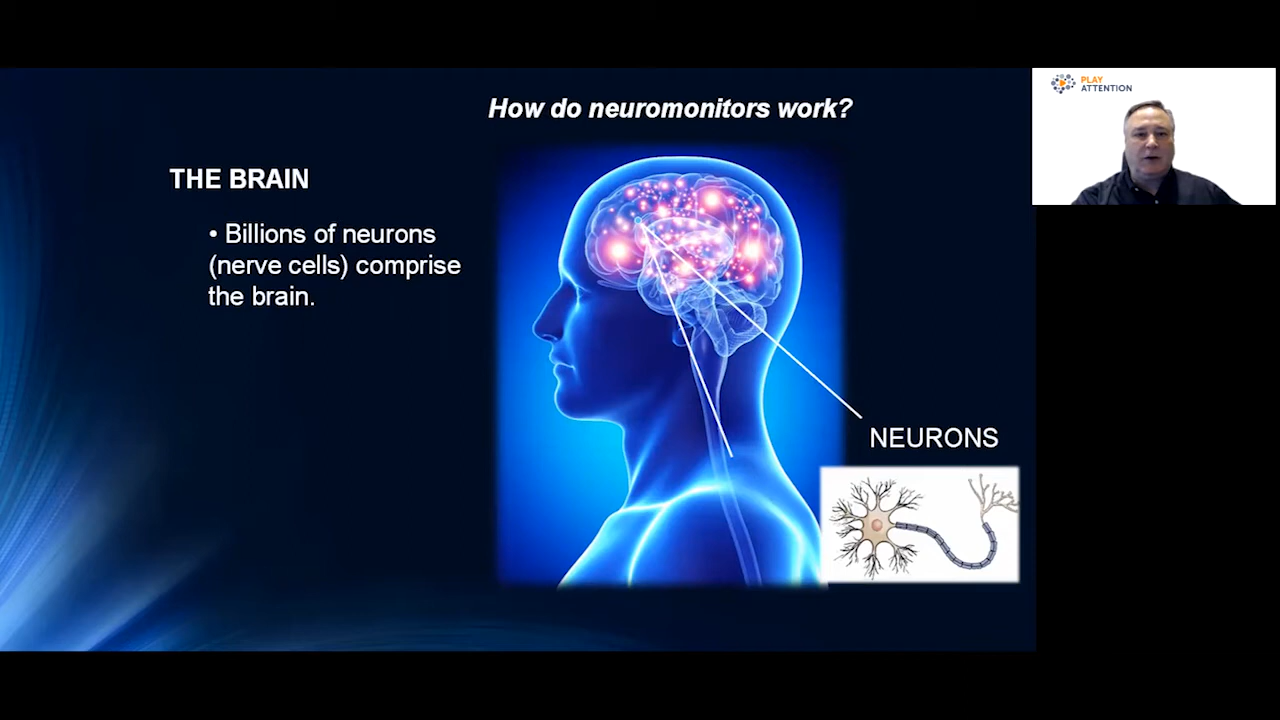 How do neuromonitors work?
THE BRAIN
• Billions of neurons
(nerve cells) comprise
the brain.
NEURONS
PLAY
ATTENTION